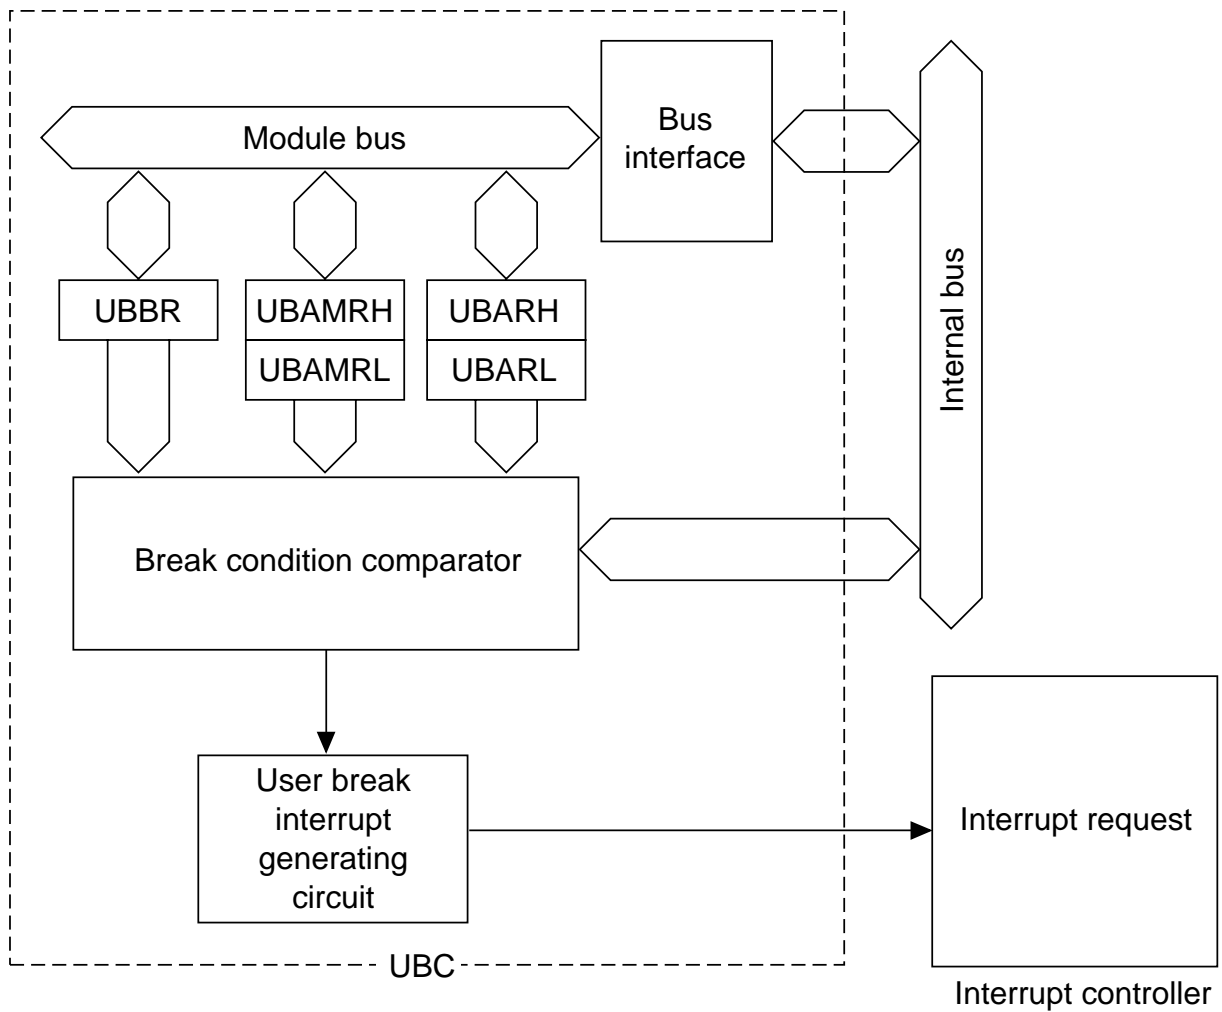 Bus
interface
Module bus
Internal bus
UBBR
UBAMRH
UBARH
UBAMRL
UBARL
Break condition comparator
User break
interrupt
generating
circuit
Interrupt request
UBC
Interrupt controller